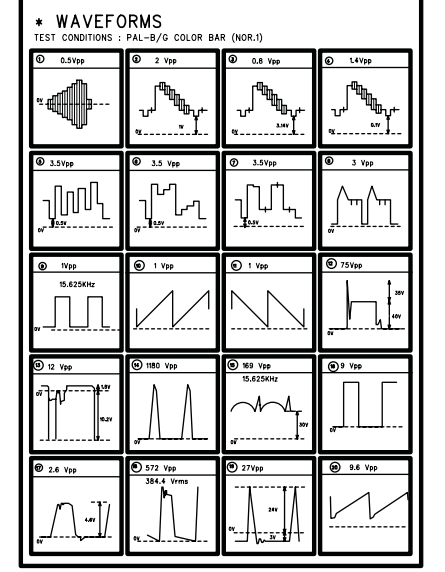 * WAVEFORMS
TEST CONDITIONS : PAL-B/G COLOR BAR (NOR.1)
① 0.5Vpp
0V
② 2 Vpp
1V
③ 0.8 Vpp
3.14V
④ 1.4Vpp
0.1V
⑤ 3.5Vpp
0.5V
0V
⑥ 3.5 Vpp
0.5V
0V
⑦ 3.5Vpp
0.5V
0V
⑧ 3 Vpp
0V
⑨ 1Vpp
15.625KHz
0V
⑩ 1 Vpp
⑪ 1 Vpp
⑫ 75Vpp
35V
40V
⑬ 12 Vpp
0V
1.8V
10.2V
⑭ 1180 Vpp
0V
⑮ 169 Vpp
15.625KHz
30V
0V
⑯ 9 Vpp
0V
⑰ 2.6 Vpp
4.6V
0V
⑱ 572 Vpp
384.4 Vrms
0V
⑲ 27Vpp
24V
0V
3V
⑳ 9.6 Vpp